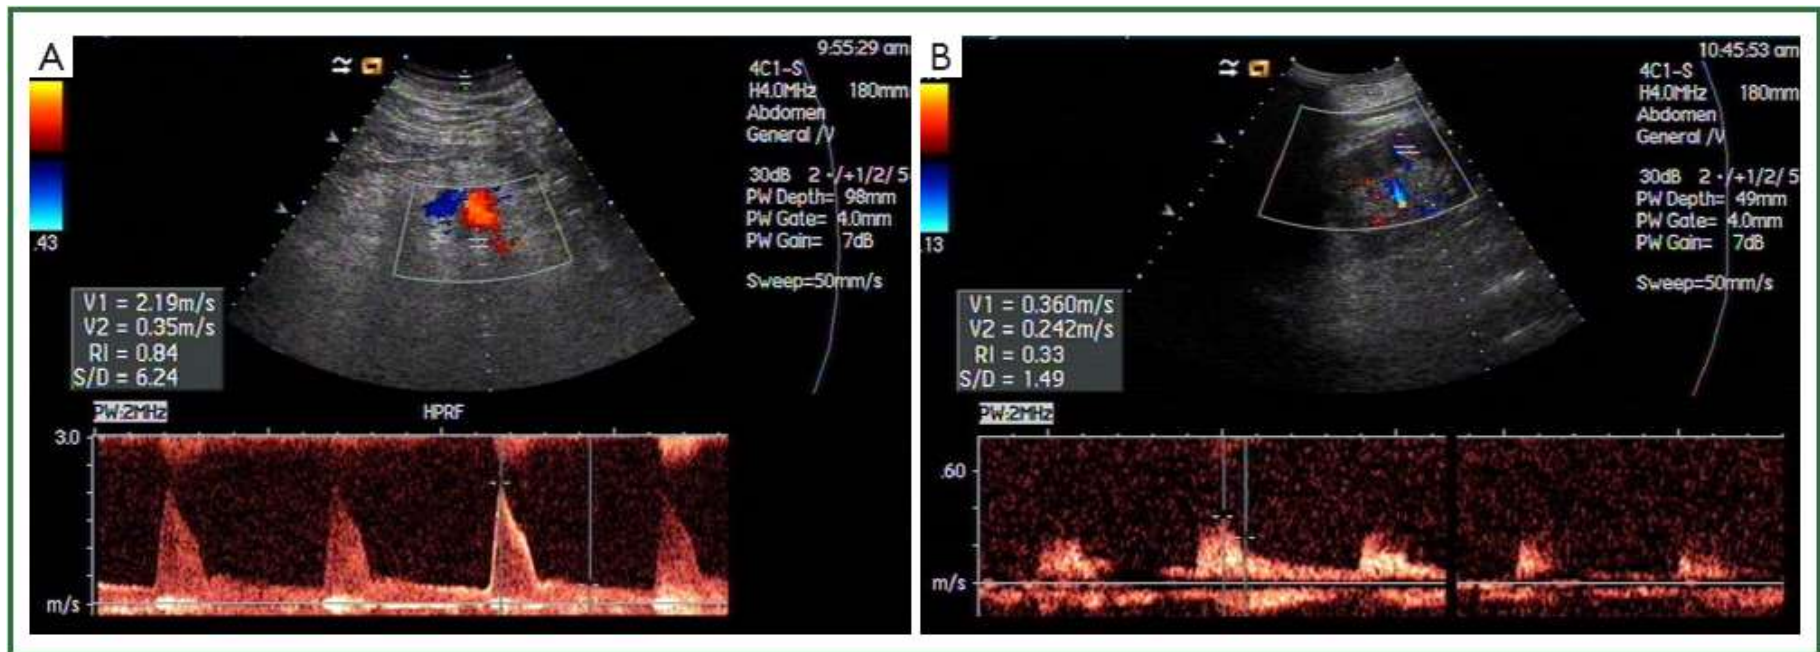 A
9:55:29 am
4C1-S
H4.0MHz 180mm
Abdomen
General /V
30dB 2 ·/+1/2/ 5
PW Depth= 98mm
PW Gate= 4.0mm
PW Gain= 7dB
Sweep=50mm/s
.43
V1 = 2.19m/s
V2 = 0.35m/s
RI = 0.84
S/D = 6.24
PW:2MHz HPRF
3.0
m/s
B
10:45:53 am
4C1-S
H4.0MHz 180mm
Abdomen
General /V
30dB 2 ·/+1/2/ 5
PW Depth= 49mm
PW Gate= 4.0mm
PW Gain= 7dB
Sweep=50mm/s
.13
V1 = 0.360m/s
V2 = 0.242m/s
RI = 0.33
S/D = 1.49
PW:2MHz
.60
m/s